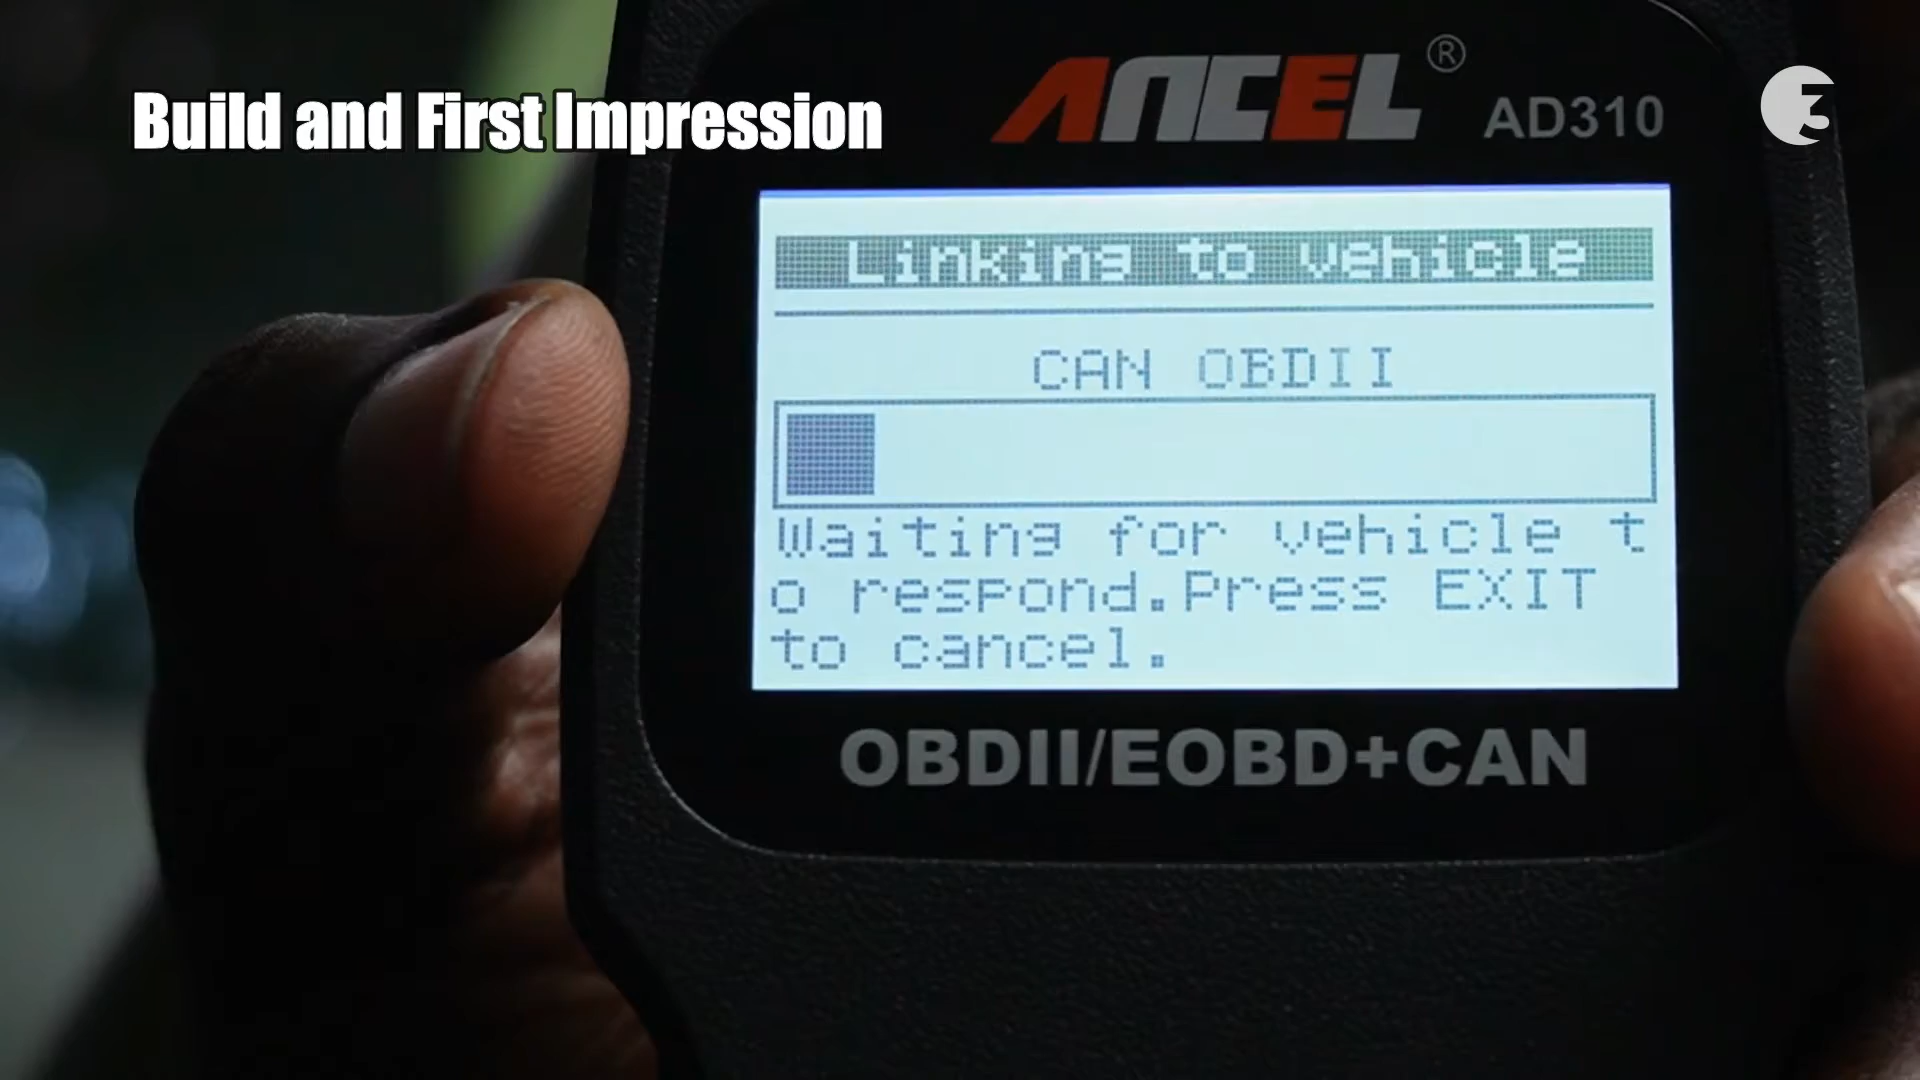 Build and First Impression
ANCEL®
AD310
Linking to vehicle
CAN OBDII
Waiting for vehicle t
o respond.Press EXIT
to cancel.
OBDII/EOBD+CAN